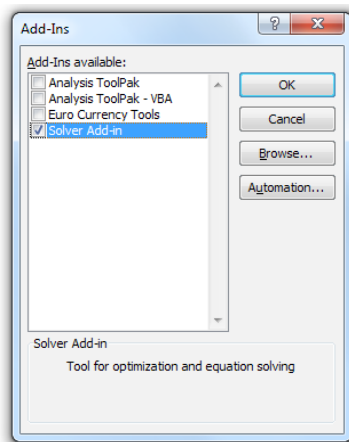 Add-Ins
Add-Ins available:
Analysis ToolPak
Analysis ToolPak - VBA
Euro Currency Tools
Solver Add-in
OK
Cancel
Browse...
Automation...
Solver Add-in
Tool for optimization and equation solving